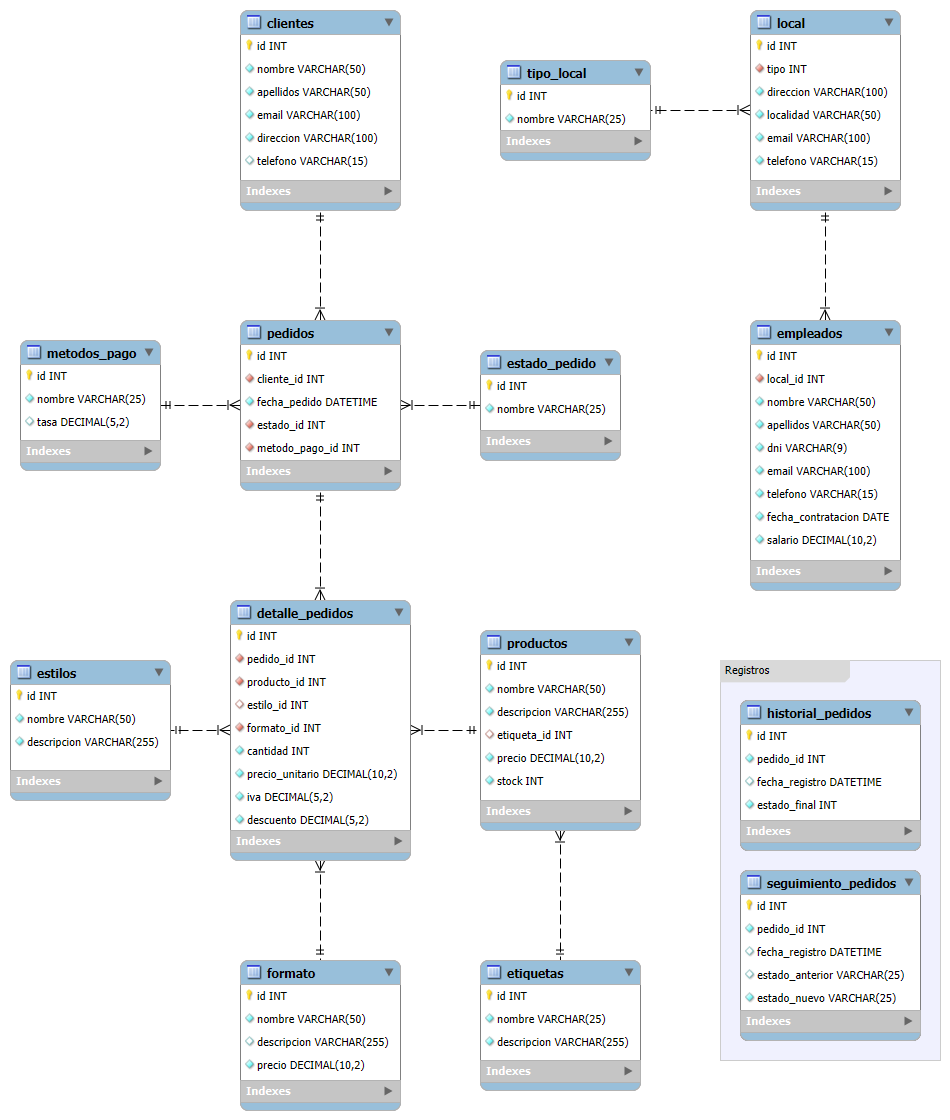 clientes
id INT
nombre VARCHAR(50)
apellidos VARCHAR(50)
email VARCHAR(100)
direccion VARCHAR(100)
telefono VARCHAR(15)
Indexes
tipo_local
id INT
nombre VARCHAR(25)
Indexes
local
id INT
tipo INT
direccion VARCHAR(100)
localidad VARCHAR(50)
email VARCHAR(100)
telefono VARCHAR(15)
Indexes
metodos_pago
id INT
nombre VARCHAR(25)
tasa DECIMAL(5,2)
Indexes
pedidos
id INT
cliente_id INT
fecha_pedido DATETIME
estado_id INT
metodo_pago_id INT
Indexes
estado_pedido
id INT
nombre VARCHAR(25)
Indexes
empleados
id INT
local_id INT
nombre VARCHAR(50)
apellidos VARCHAR(50)
dni VARCHAR(9)
email VARCHAR(100)
telefono VARCHAR(15)
fecha_contratacion DATE
salario DECIMAL(10,2)
Indexes
estilos
id INT
nombre VARCHAR(50)
descripcion VARCHAR(255)
Indexes
detalle_pedidos
id INT
pedido_id INT
producto_id INT
estilo_id INT
formato_id INT
cantidad INT
precio_unitario DECIMAL(10,2)
iva DECIMAL(5,2)
descuento DECIMAL(5,2)
Indexes
productos
id INT
nombre VARCHAR(50)
descripcion VARCHAR(255)
etiqueta_id INT
precio DECIMAL(10,2)
stock INT
Indexes
Registros
historial_pedidos
id INT
pedido_id INT
fecha_registro DATETIME
estado_final INT
Indexes
seguimiento_pedidos
id INT
pedido_id INT
fecha_registro DATETIME
estado_anterior VARCHAR(25)
estado_nuevo VARCHAR(25)
Indexes
formato
id INT
nombre VARCHAR(50)
descripcion VARCHAR(255)
precio DECIMAL(10,2)
Indexes
etiquetas
id INT
nombre VARCHAR(25)
descripcion VARCHAR(255)
Indexes